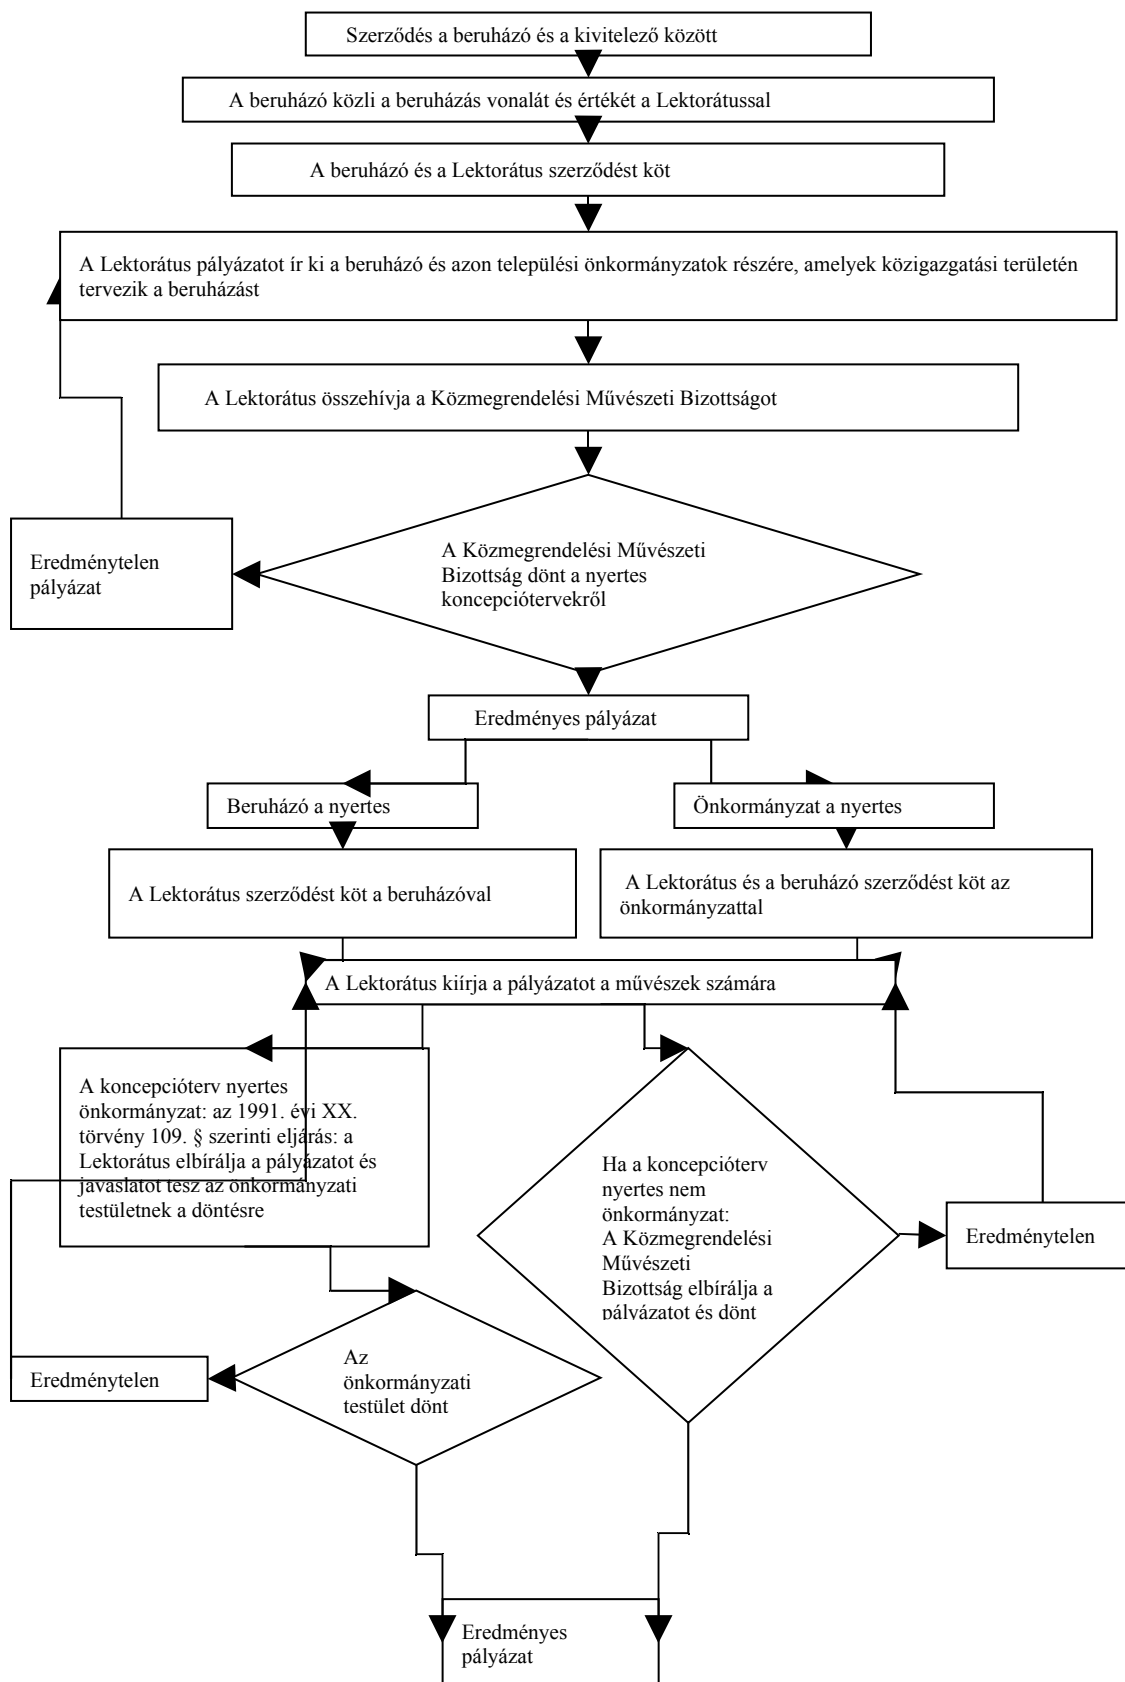 Szerződés a beruházó és a kivitelező között
A beruházó közli a beruházás vonalát és értékét a Lektorátussal
A beruházó és a Lektorátus szerződést köt
A Lektorátus pályázatot ír ki a beruházó és azon települési önkormányzatok részére, amelyek közigazgatási területén
tervezik a beruházást
A Lektorátus összehívja a Közmegrendelési Művészeti Bizottságot
A Közmegrendelési Művészeti
Bizottság dönt a nyertes
koncepciótervekről
Eredménytelen
pályázat
Eredményes pályázat
Beruházó a nyertes
Önkormányzat a nyertes
A Lektorátus szerződést köt a beruházóval
A Lektorátus és a beruházó szerződést köt az
önkormányzattal
A Lektorátus kiírja a pályázatot a művészek számára
A koncepcióterv nyertes
önkormányzat: az 1991. évi XX.
törvény 109. § szerinti eljárás: a
Lektorátus elbírálja a pályázatot és
javaslatot tesz az önkormányzati
testületnek a döntésre
Ha a koncepcióterv
nyertes nem
önkormányzat:
A Közmegrendelési
Művészeti
Bizottság elbírálja a
pályázatot és dönt
Eredménytelen
Az
önkormányzati
testület dönt
Eredménytelen
Eredményes
pályázat